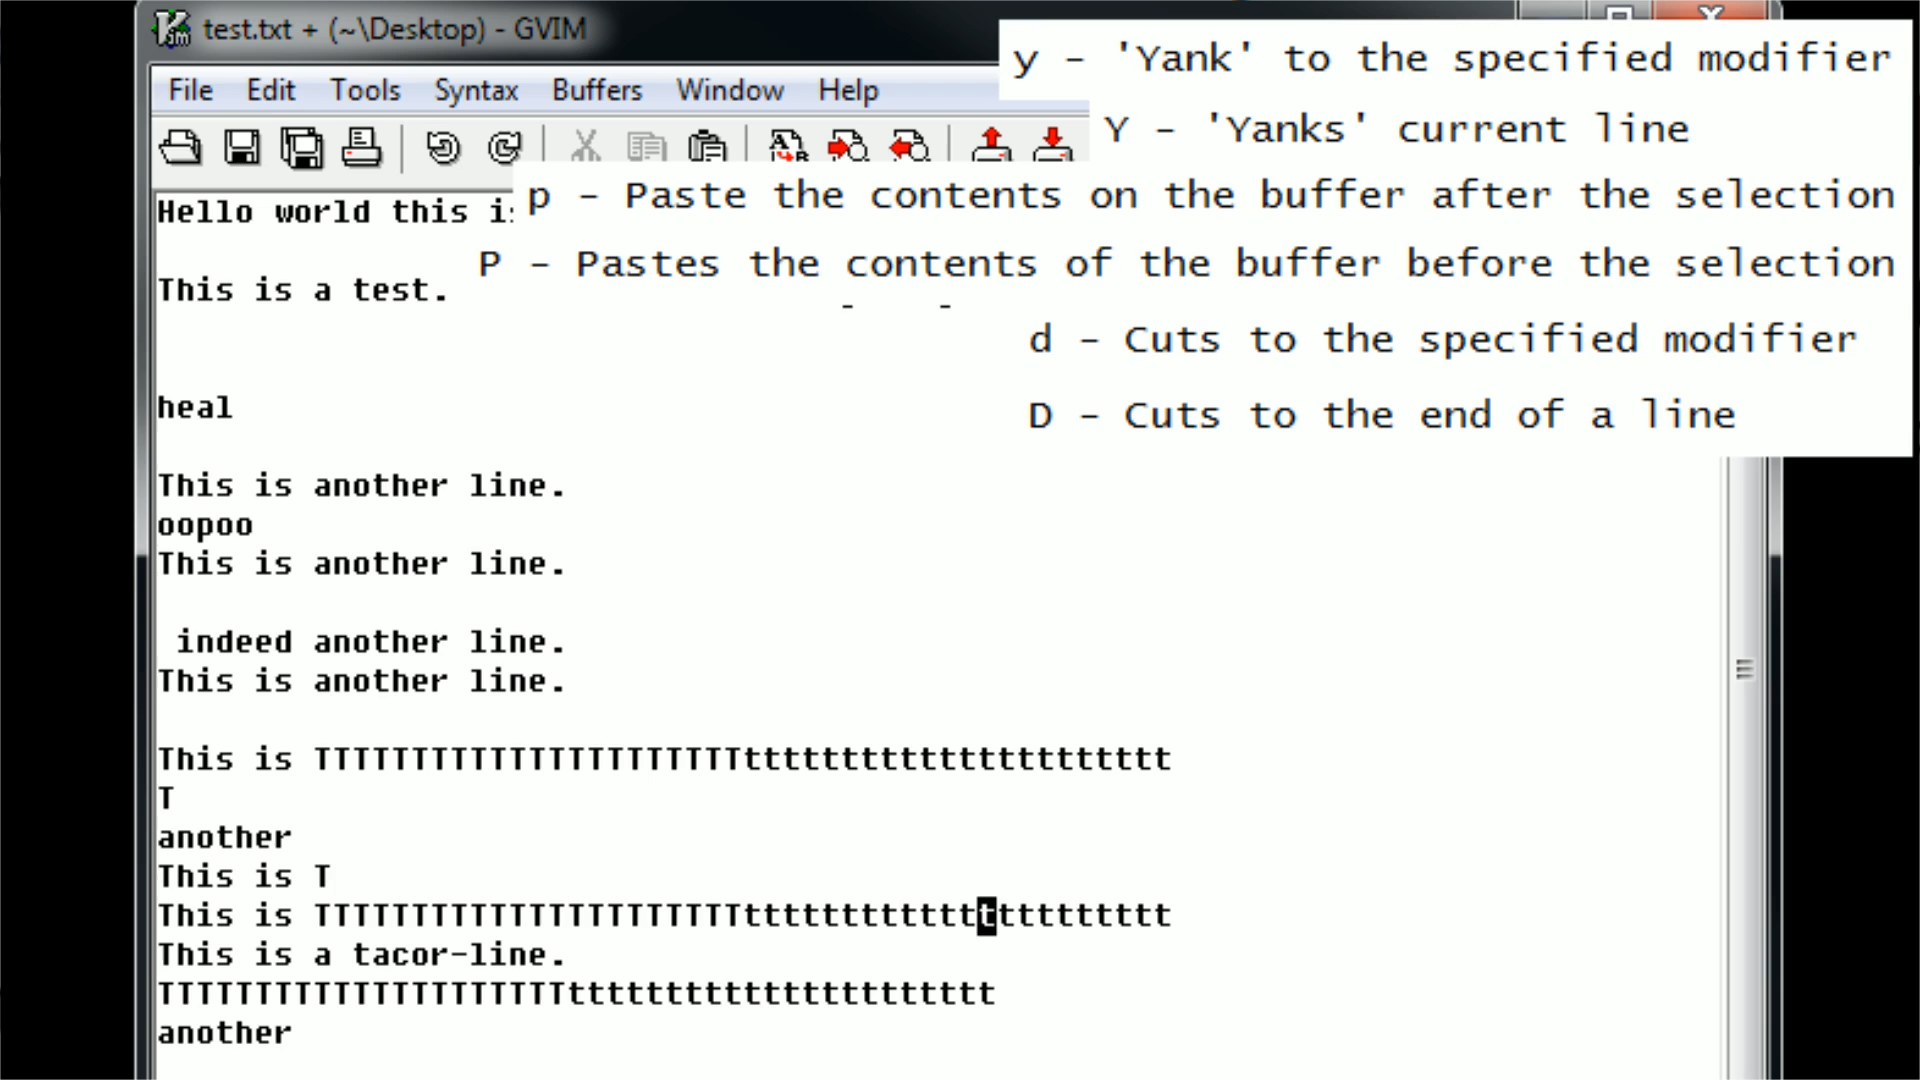 test.txt + (~\Desktop) - GVIM
File Edit Tools Syntax Buffers Window Help
y - 'Yank' to the specified modifier
Y - 'Yanks' current line
p - Paste the contents on the buffer after the selection
P - Pastes the contents of the buffer before the selection
d - Cuts to the specified modifier
D - Cuts to the end of a line
Hello world this
This is a test.
heal
This is another line.
oopoo
This is another line.
indeed another line.
This is another line.
This is TTTTTTTTTTTTTTTTTTTTTTtttttttttttttttttttttt
T
another
This is T
This is TTTTTTTTTTTTTTTTTTTTTTtttttttttttttttttttttt
This is a tacor-line.
TTTTTTTTTTTTTTTTTTTTTtttttttttttttttttttttt
another